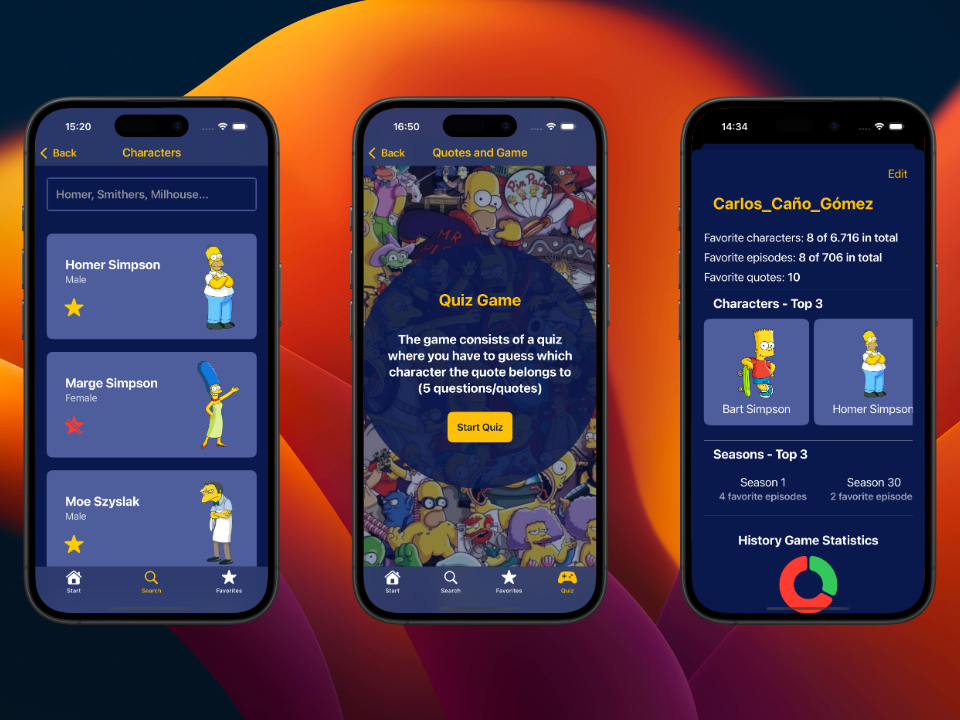 15:20
Back
Characters
Homer, Smithers, Milhouse...
Homer Simpson
Male
Marge Simpson
Female
Moe Szyslak
Male
Start
Search
Favorites
16:50
Back
Quotes and Game
Pin Pals
MR
Quiz Game
The game consists of a quiz
where you have to guess which
character the quote belongs to
(5 questions/quotes)
Start Quiz
Start
Search
Favorites
Quiz
14:34
Edit
Carlos_Caño_Gómez
Favorite characters: 8 of 6.716 in total
Favorite episodes: 8 of 706 in total
Favorite quotes: 10
Characters - Top 3
Bart Simpson
Homer Simpson
Seasons - Top 3
Season 1
4 favorite episodes
Season 30
2 favorite episode
History Game Statistics